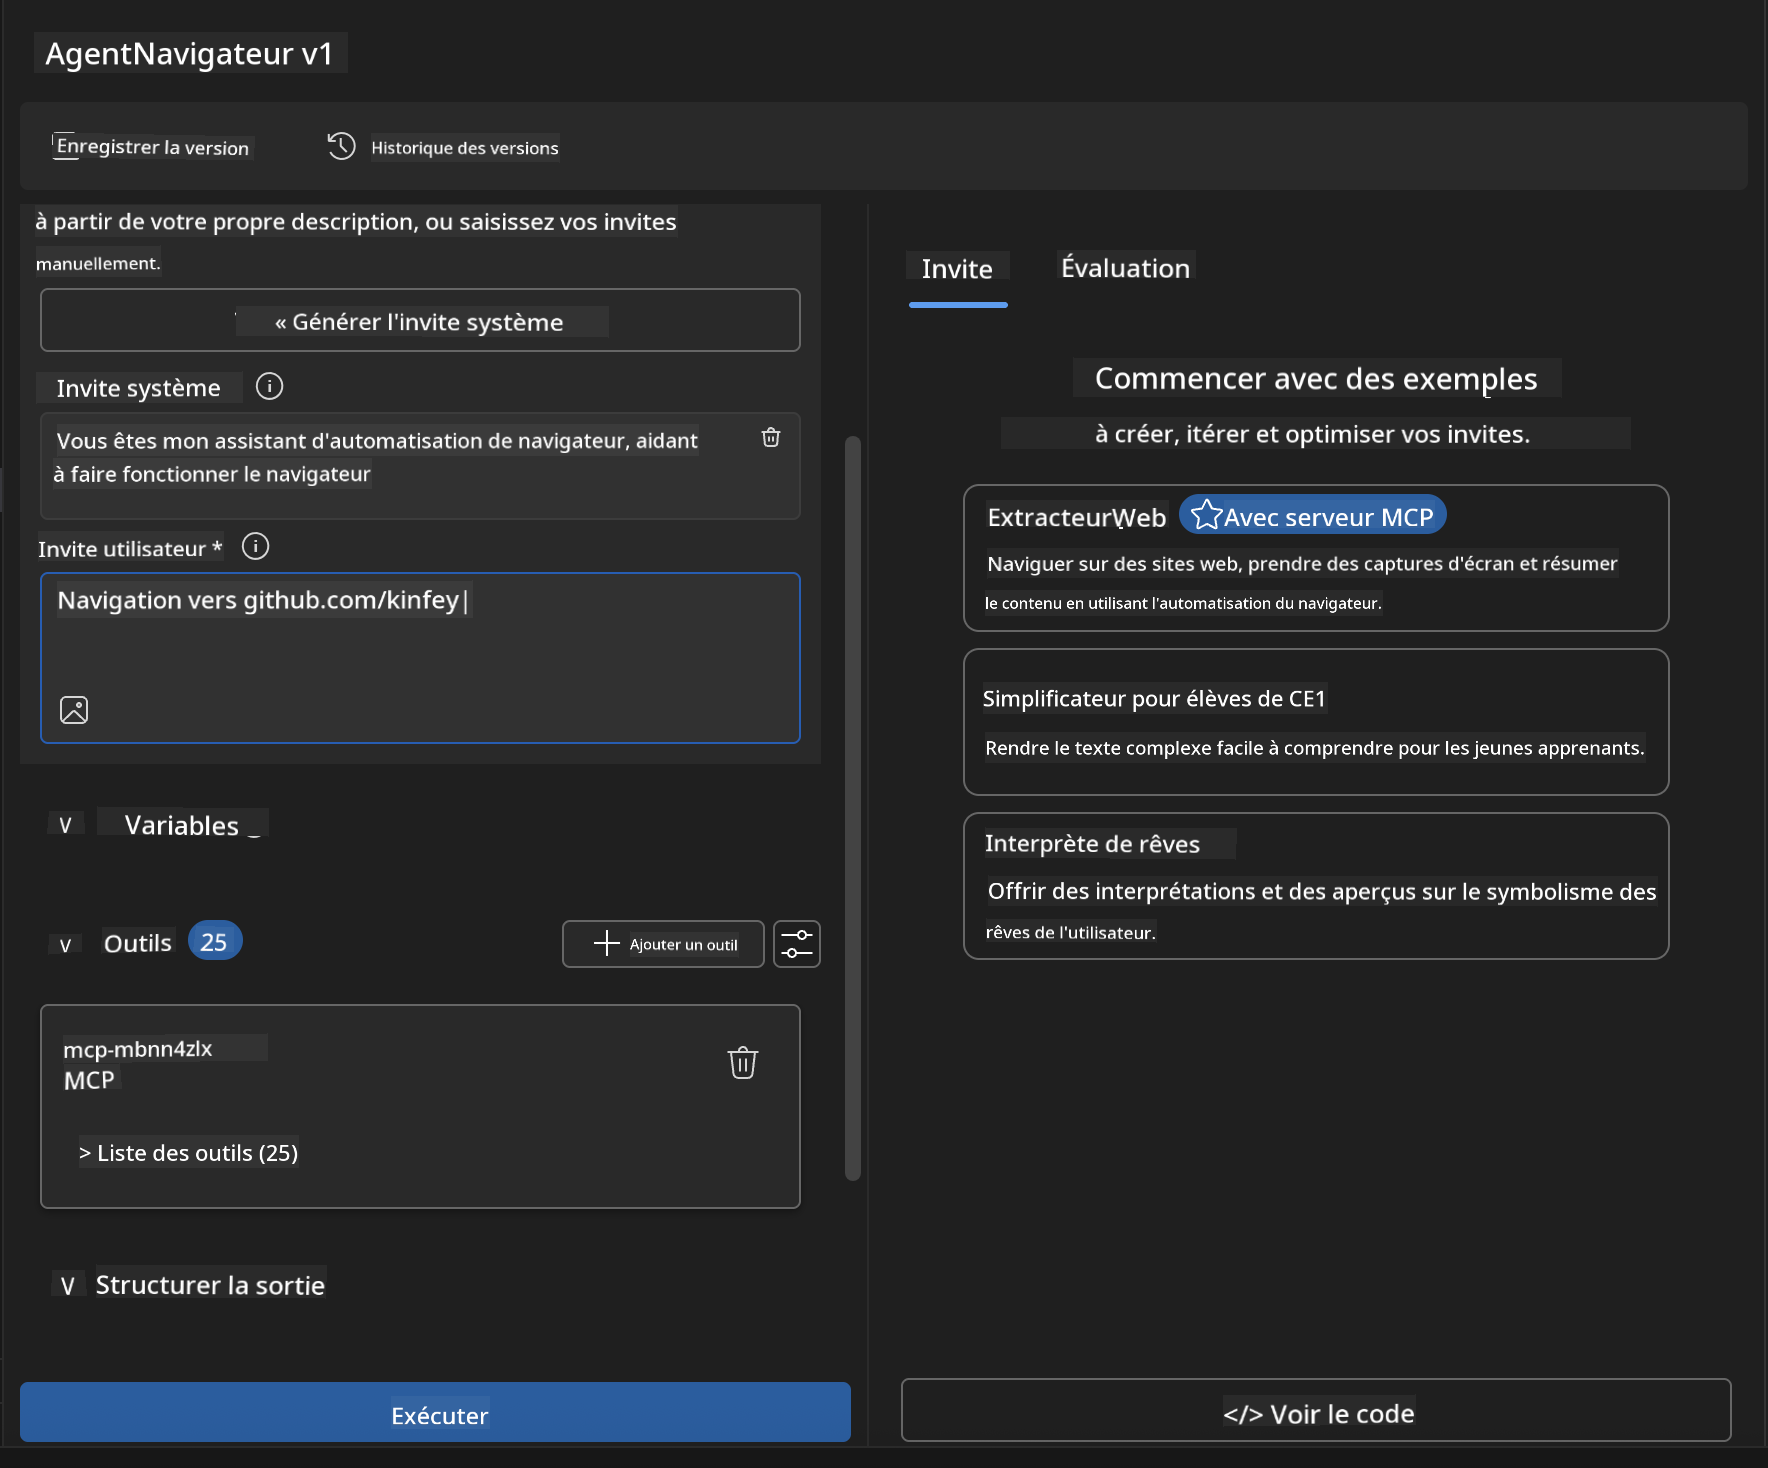 AgentNavigateur v1
Enregistrer la version
Historique des versions
à partir de votre propre description, ou saisissez vos invites
manuellement.
« Générer l'invite système
Invite système
Vous êtes mon assistant d'automatisation de navigateur, aidant
à faire fonctionner le navigateur
Invite utilisateur *
Navigation vers github.com/kinfey
Variables
Outils 25
Ajouter un outil
mcp-mbnn4zlx
MCP
> Liste des outils (25)
Structurer la sortie
Exécuter
Invite
Évaluation
Commencer avec des exemples
à créer, itérer et optimiser vos invites.
ExtracteurWeb
Avec serveur MCP
Naviguer sur des sites web, prendre des captures d'écran et résumer
le contenu en utilisant l'automatisation du navigateur.
Simplificateur pour élèves de CE1
Rendre le texte complexe facile à comprendre pour les jeunes apprenants.
Interprète de rêves
Offrir des interprétations et des aperçus sur le symbolisme des
rêves de l'utilisateur.
</> Voir le code